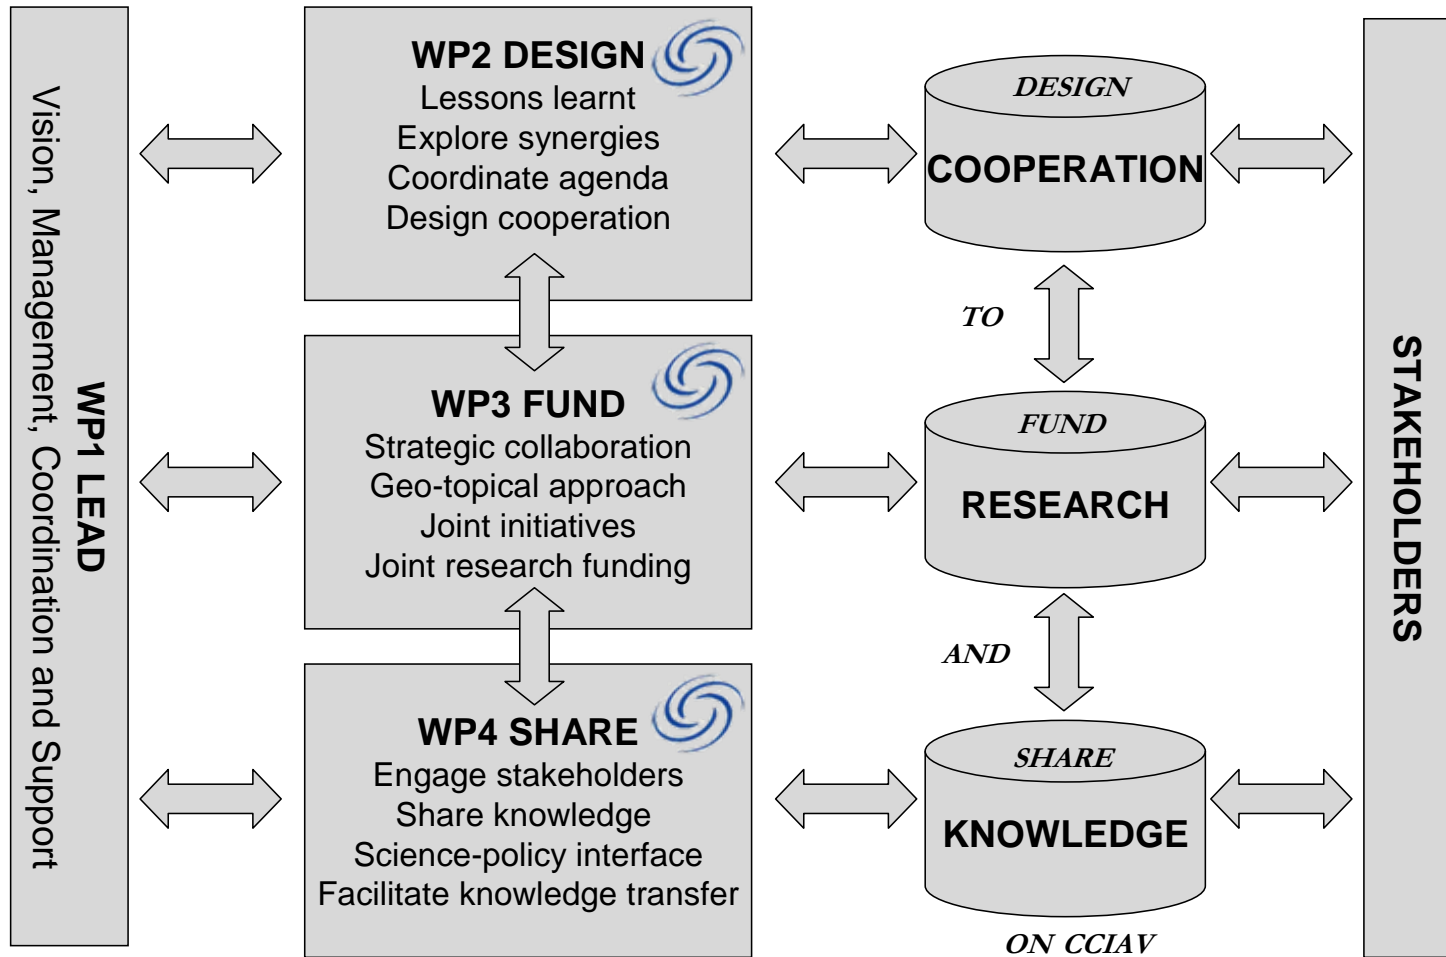 WP1 LEAD
Vision, Management, Coordination and Support
WP2 DESIGN
Lessons learnt
Explore synergies
Coordinate agenda
Design cooperation
WP3 FUND
Strategic collaboration
Geo-topical approach
Joint initiatives
Joint research funding
WP4 SHARE
Engage stakeholders
Share knowledge
Science-policy interface
Facilitate knowledge transfer
DESIGN
COOPERATION
TO
FUND
RESEARCH
AND
SHARE
KNOWLEDGE
ON CCIAV
STAKEHOLDERS